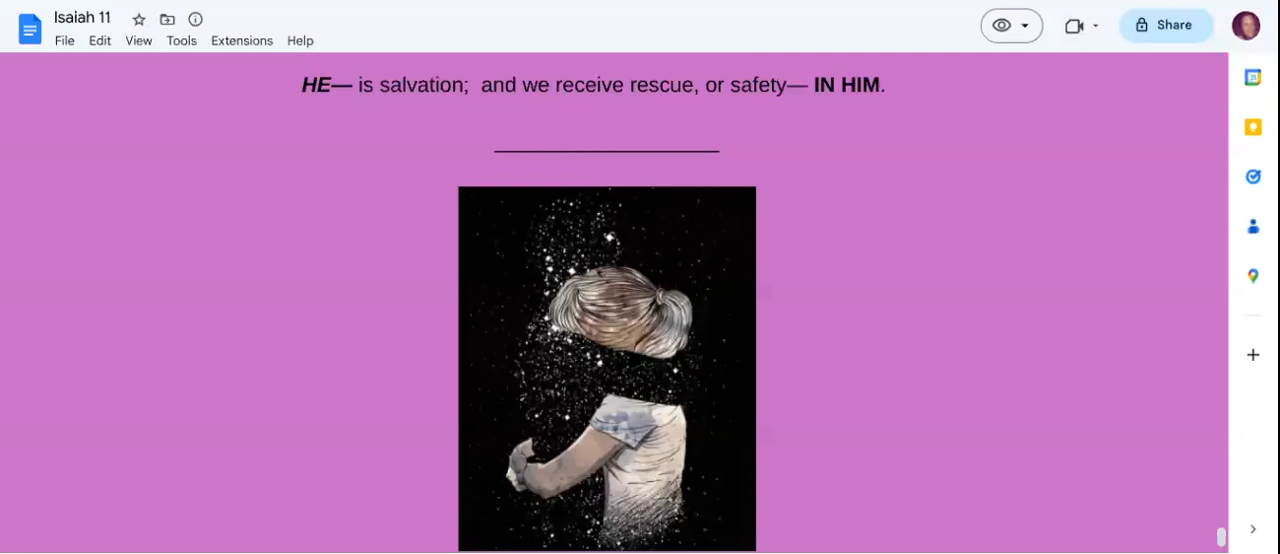 Isaiah 11
File Edit View Tools Extensions Help
Share
HE— is salvation;  and we receive rescue, or safety— IN HIM.